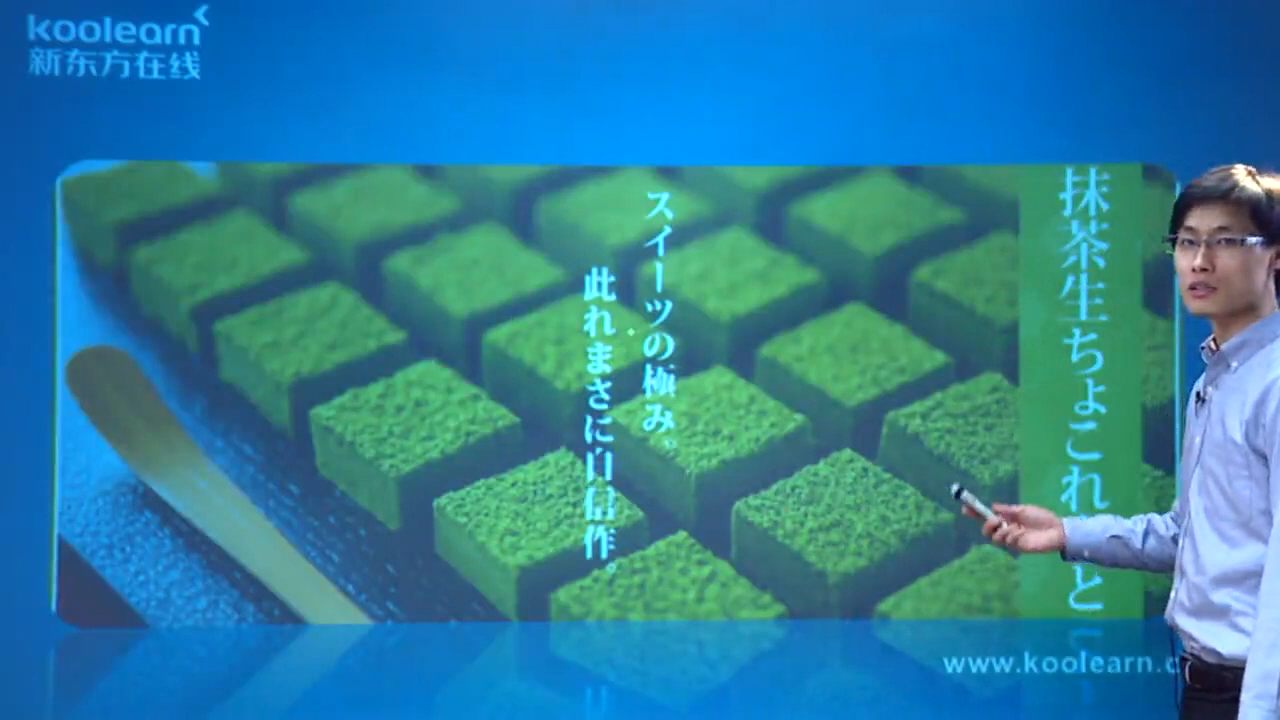 koolearn
新东方在线
抹茶生ちょこれ と
スイーツの極み。
此れまさに自信作。
www.koolearn.c